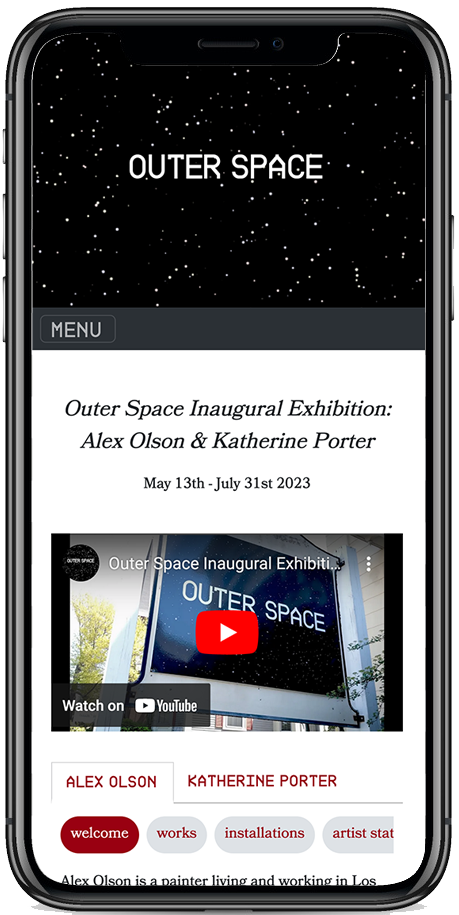 OUTER SPACE
MENU
Outer Space Inaugural Exhibition:
Alex Olson & Katherine Porter
May 13th - July 31st 2023
OUTER SPACE
Outer Space Inaugural Exhibiti...
OUTER SPACE
Watch on YouTube
ALEX OLSON KATHERINE PORTER
welcome works installations artist stat
Alex Olson is a painter living and working in Los